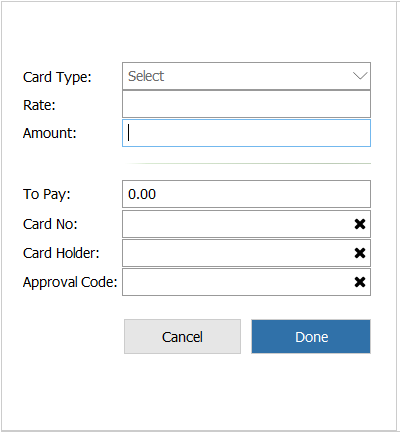 Card Type: Select
Rate:
Amount:
To Pay: 0.00
Card No:
Card Holder:
Approval Code:
Cancel Done